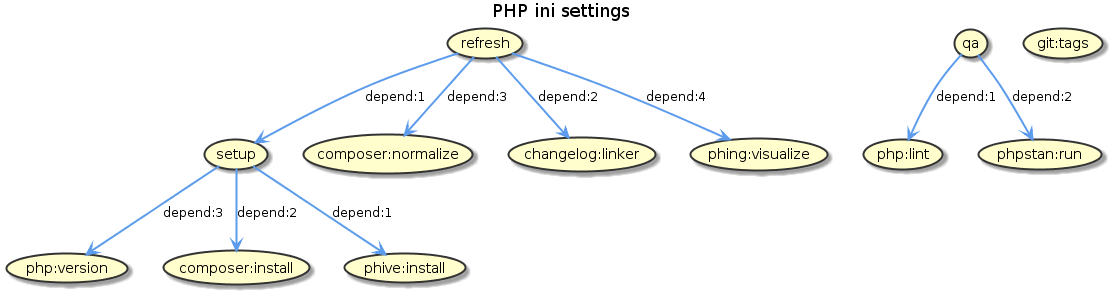 PHP ini settings
refresh
qa
git:tags
depend:1
depend:3
depend:2
depend:4
depend:1
depend:2
setup
composer:normalize
changelog:linker
phing:visualize
php:lint
phpstan:run
depend:3
depend:2
depend:1
php:version
composer:install
phive:install